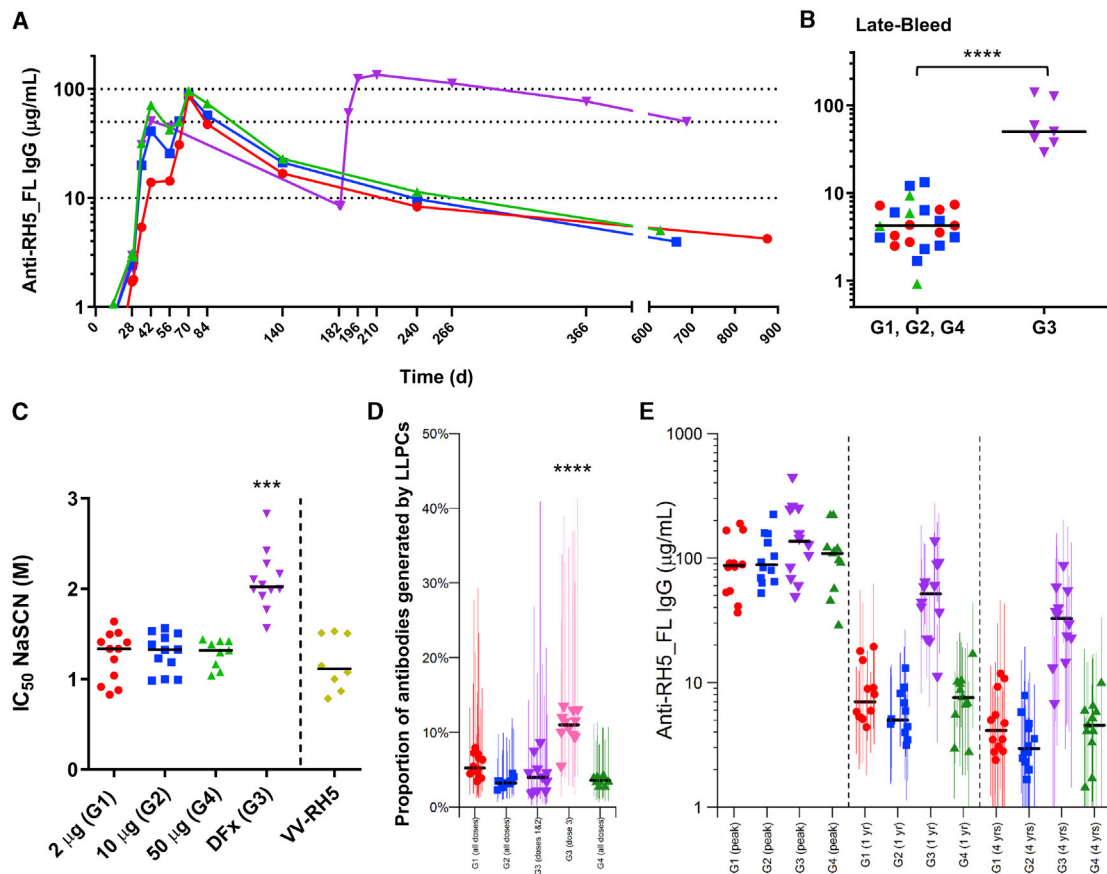 A
Anti-RH5_FL IgG (µg/mL)
100
10
1
0
28
42
56
70
84
140
182
196
210
240
266
366
600
700
800
900
Time (d)
B
Late-Bleed
****
100
10
1
G1, G2, G4
G3
C
IC50 NaSCN (M)
3
2
1
0
***
2 µg (G1)
10 µg (G2)
50 µg (G4)
DFx (G3)
VV-RH5
D
Proportion of antibodies generated by LLPCs
50%
40%
30%
20%
10%
0%
****
G1 (all doses)
G2 (all doses)
G3 (doses 1&2)
G3 (dose 3)
G4 (all doses)
E
Anti-RH5_FL IgG (µg/mL)
1000
100
10
1
G1 (peak)
G2 (peak)
G3 (peak)
G4 (peak)
G1 (1 yr)
G2 (1 yr)
G3 (1 yr)
G4 (1 yr)
G1 (4 yrs)
G2 (4 yrs)
G3 (4 yrs)
G4 (4 yrs)